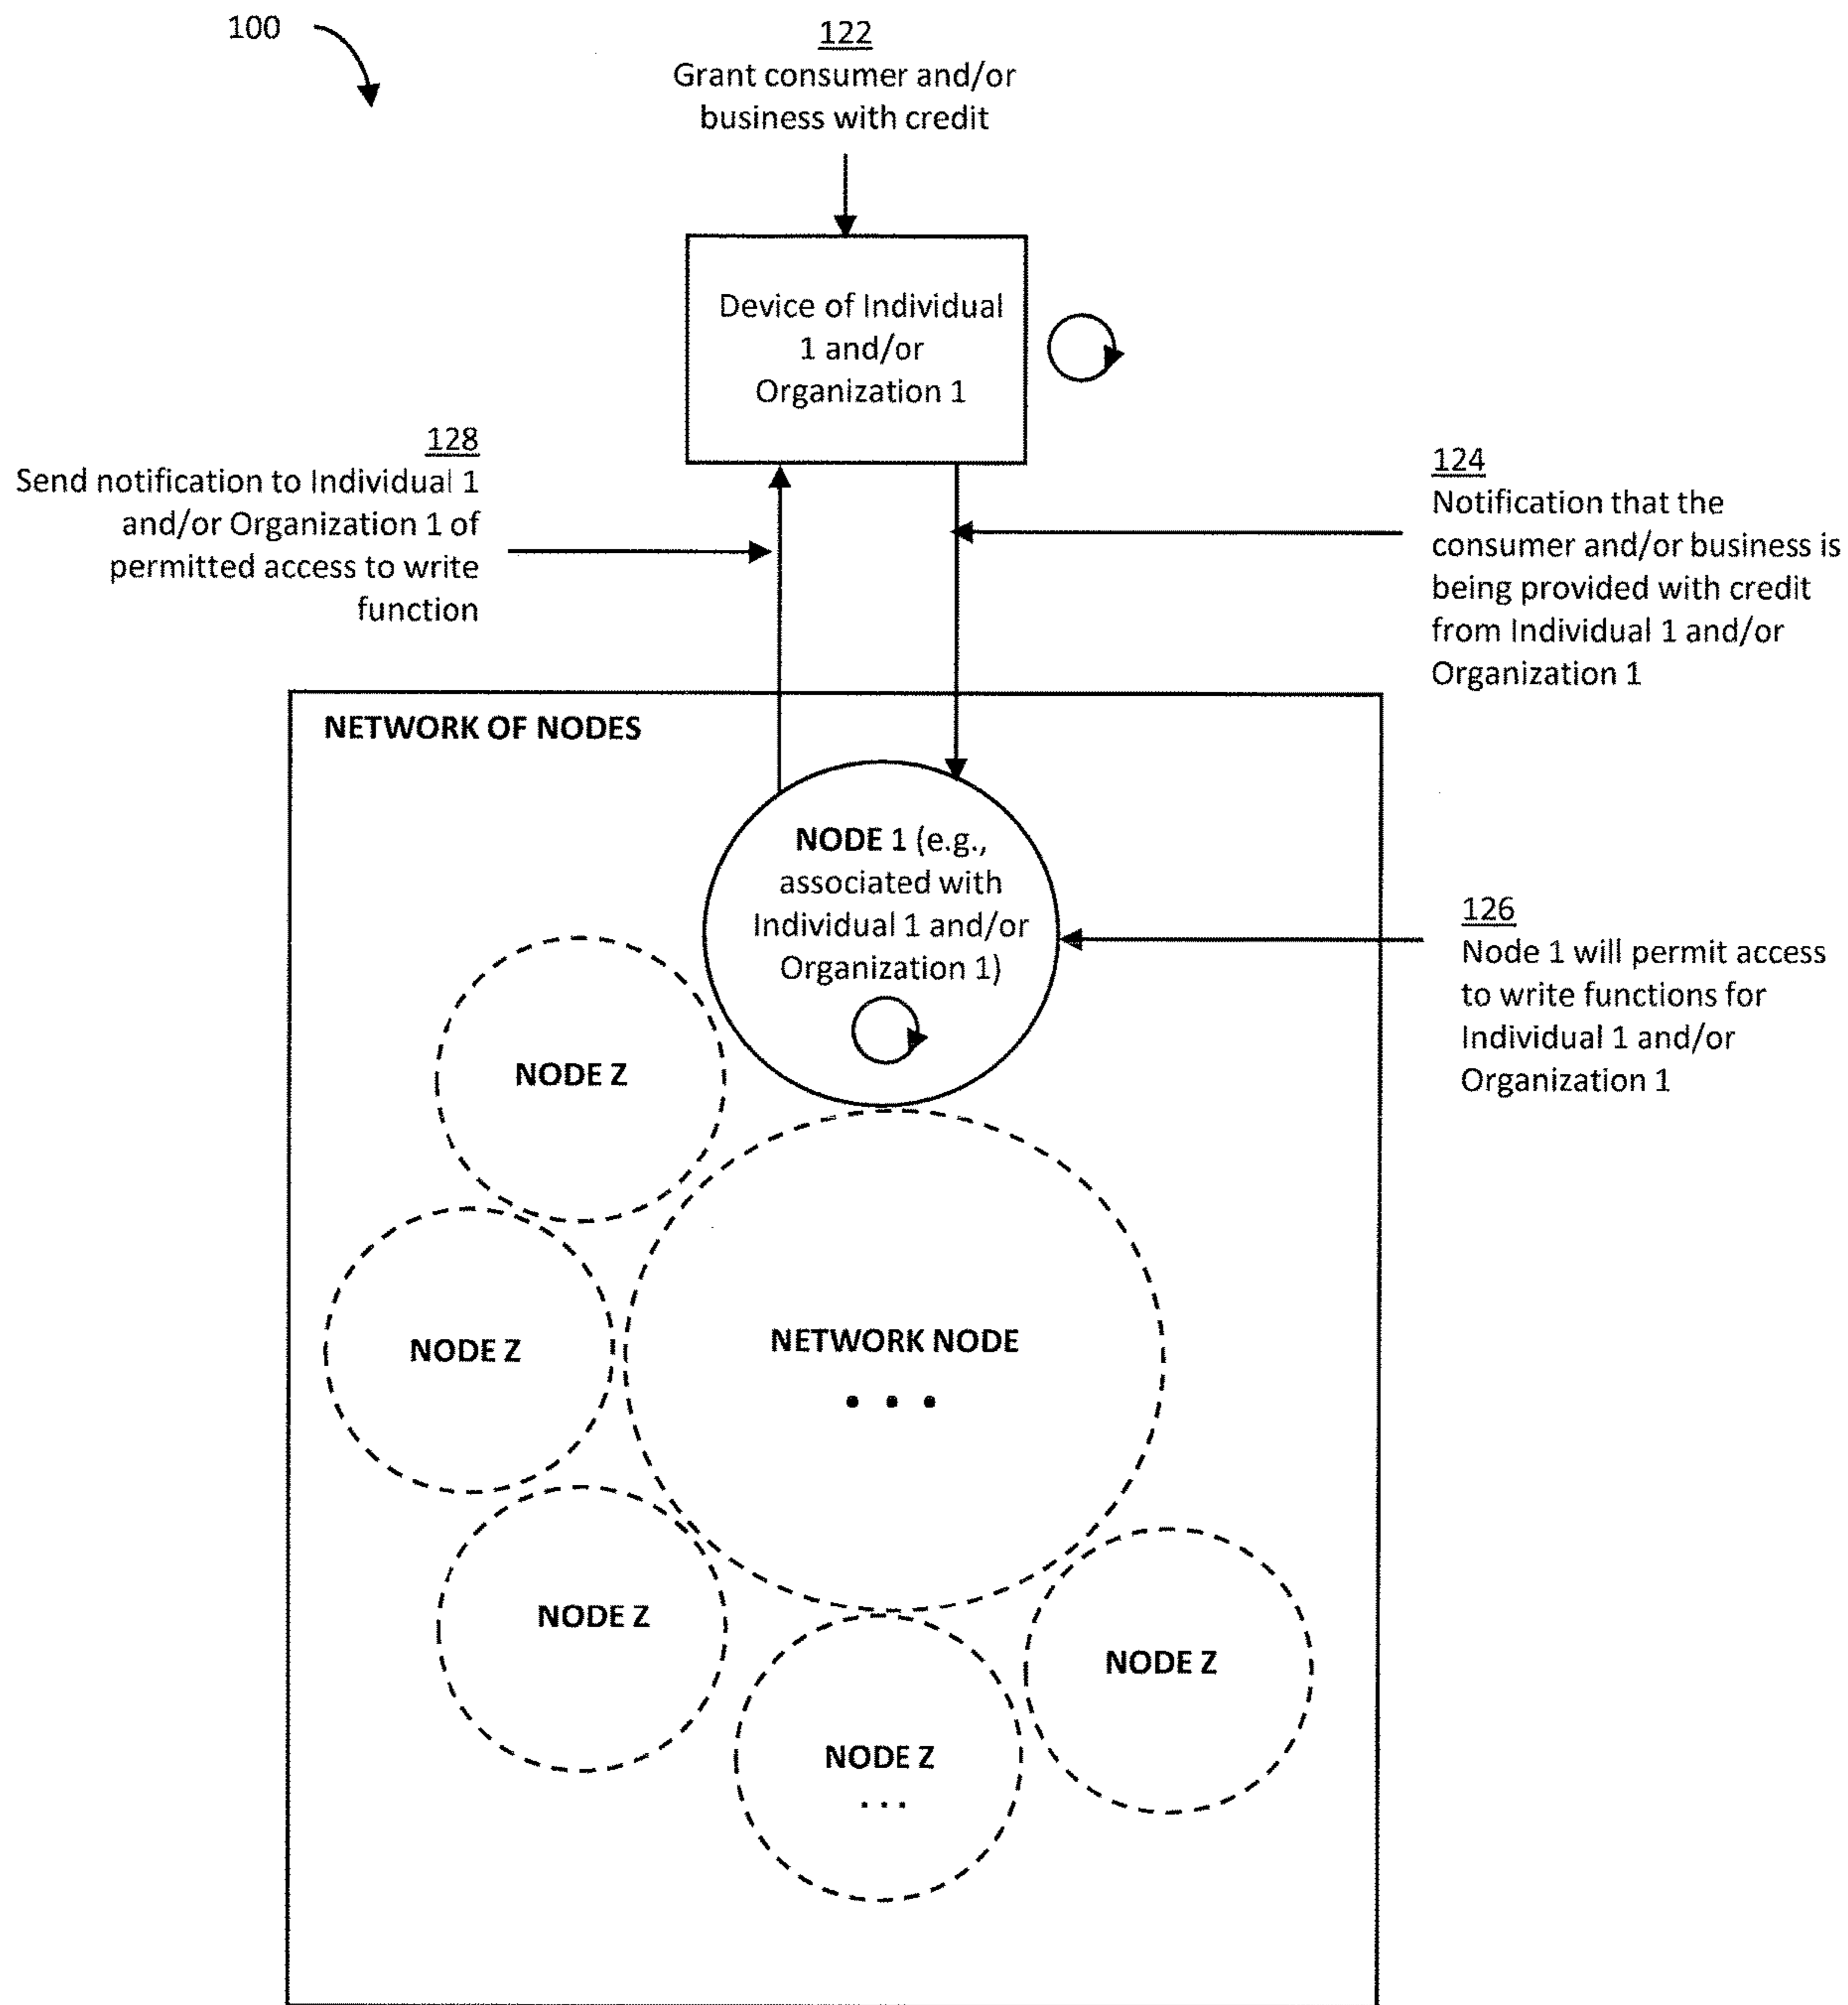 100
122
Grant consumer and/or
business with credit
Device of Individual
1 and/or
Organization 1
128
Send notification to Individual 1
and/or Organization 1 of
permitted access to write
function
124
Notification that the
consumer and/or business is
being provided with credit
from Individual 1 and/or
Organization 1
NETWORK OF NODES
NODE 1 (e.g.,
associated with
Individual 1 and/or
Organization 1)
126
Node 1 will permit access
to write functions for
Individual 1 and/or
Organization 1
NODE Z
NODE Z
NETWORK NODE
• • •
NODE Z
NODE Z
NODE Z
...